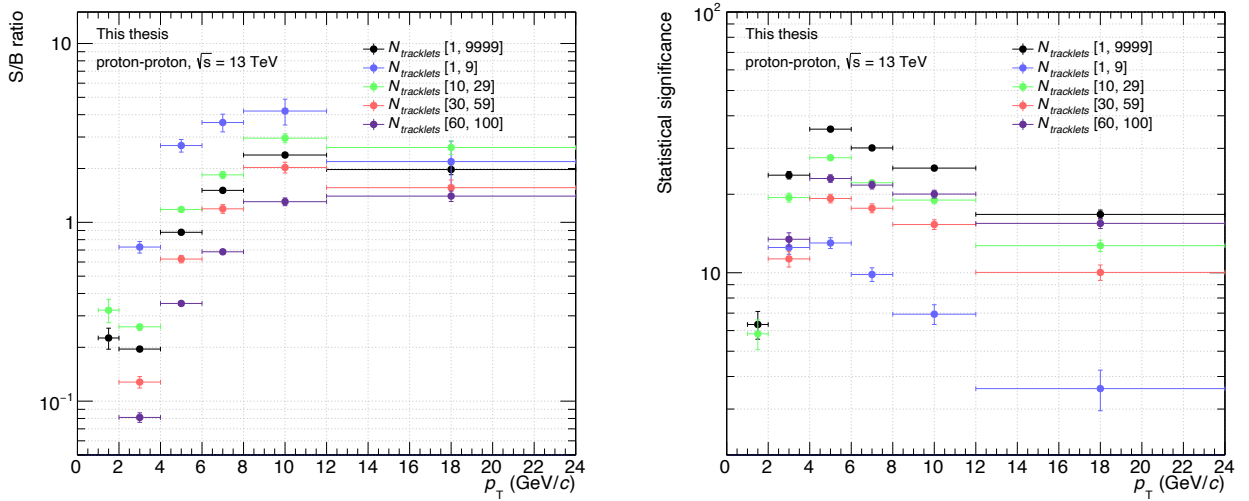 S/B ratio
10
1
10⁻¹
This thesis
proton-proton, √s = 13 TeV
N_tracklets [1, 9999]
N_tracklets [1, 9]
N_tracklets [10, 29]
N_tracklets [30, 59]
N_tracklets [60, 100]
0 2 4 6 8 10 12 14 16 18 20 22 24
p_T (GeV/c)
Statistical significance
10²
10
This thesis
proton-proton, √s = 13 TeV
N_tracklets [1, 9999]
N_tracklets [1, 9]
N_tracklets [10, 29]
N_tracklets [30, 59]
N_tracklets [60, 100]
0 2 4 6 8 10 12 14 16 18 20 22 24
p_T (GeV/c)